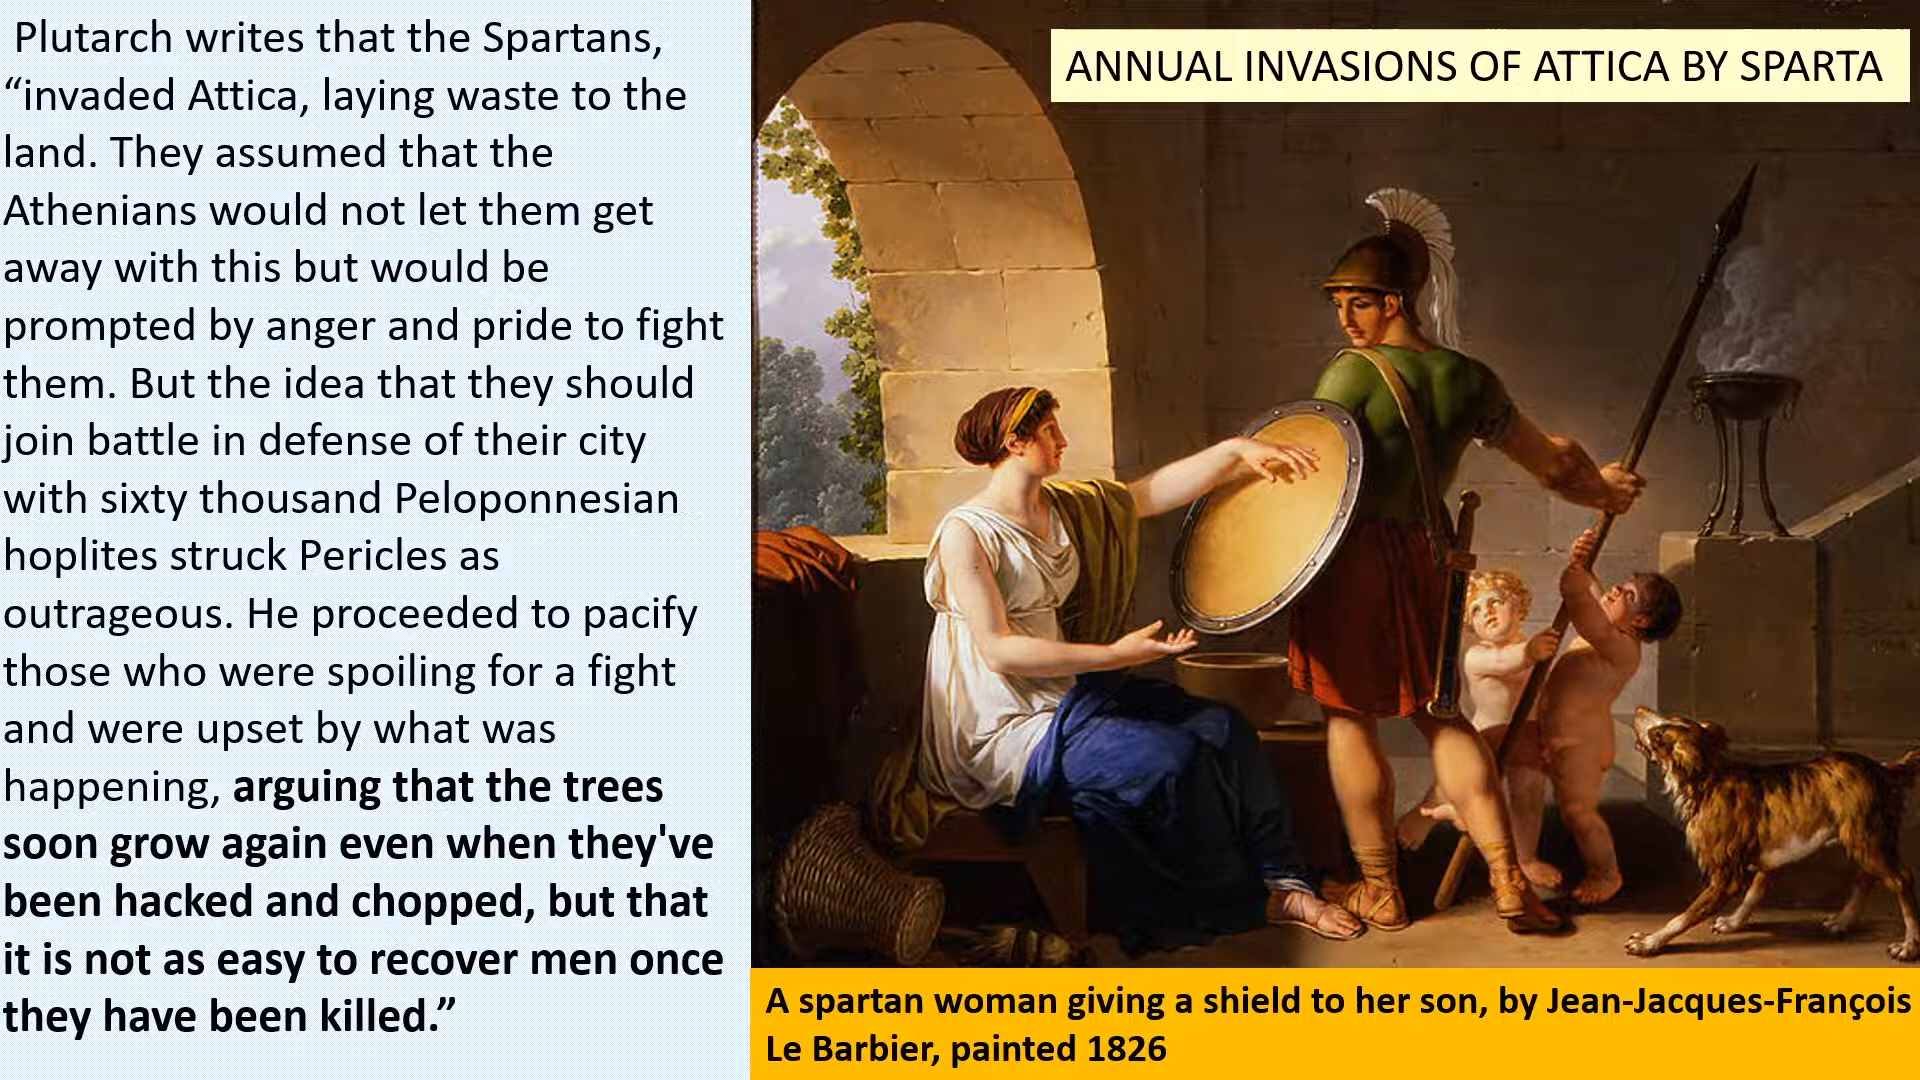 Plutarch writes that the Spartans,
“invaded Attica, laying waste to the
land. They assumed that the
Athenians would not let them get
away with this but would be
prompted by anger and pride to fight
them. But the idea that they should
join battle in defense of their city
with sixty thousand Peloponnesian
hoplites struck Pericles as
outrageous. He proceeded to pacify
those who were spoiling for a fight
and were upset by what was
happening, arguing that the trees
soon grow again even when they've
been hacked and chopped, but that
it is not as easy to recover men once
they have been killed.”
ANNUAL INVASIONS OF ATTICA BY SPARTA
A spartan woman giving a shield to her son, by Jean-Jacques-François
Le Barbier, painted 1826